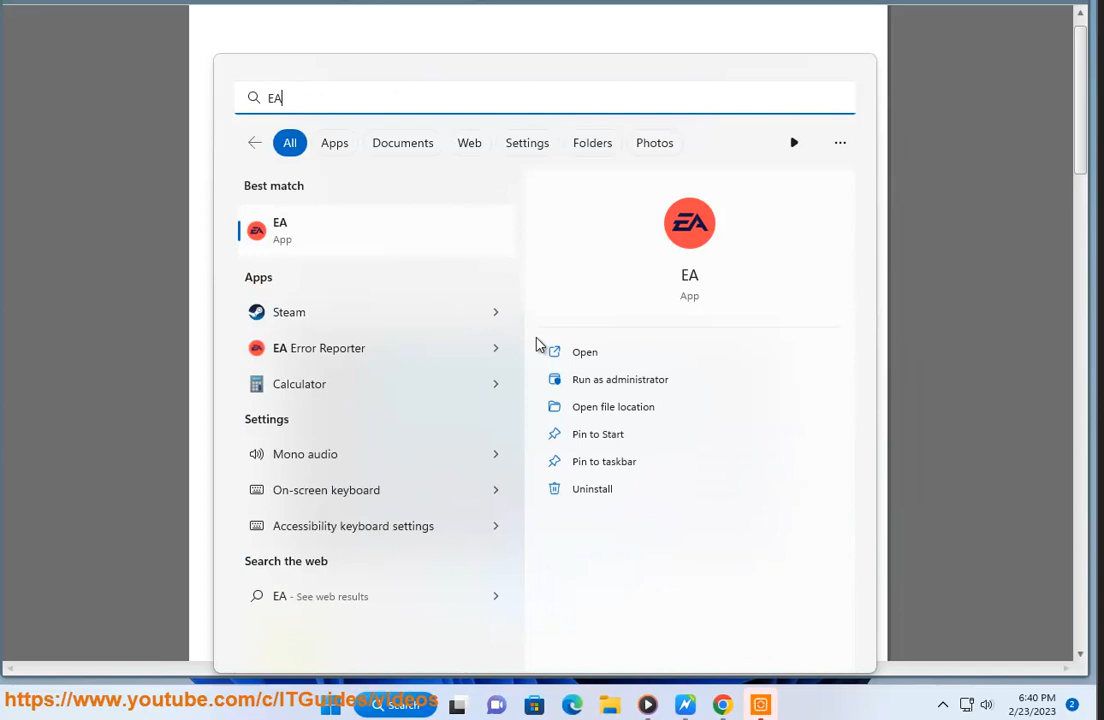 EA
All Apps Documents Web Settings Folders Photos
Best match
EA
App
Apps
Steam
EA Error Reporter
Calculator
Settings
Mono audio
On-screen keyboard
Accessibility keyboard settings
Search the web
EA - See web results
EA
EA
App
Open
Run as administrator
Open file location
Pin to Start
Pin to taskbar
Uninstall
https://www.youtube.com/c/ITGuides/videos
Search
6:40 PM
2/23/2023
2